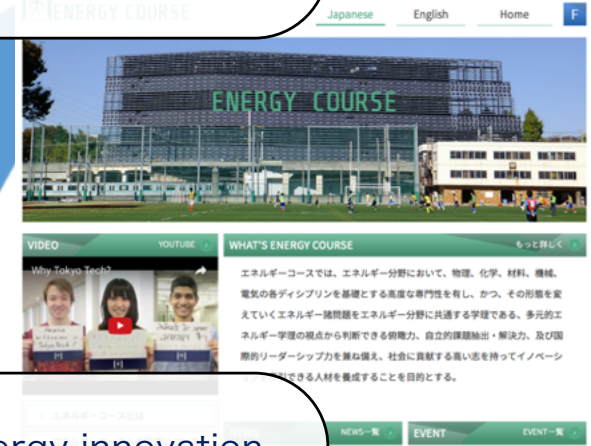 ENERGY COURSE
Japanese English Home F
ENERGY COURSE
VIDEO YOUTUBE
WHAT'S ENERGY COURSE もっと詳しく
Why Tokyo Tech?
エネルギーコースでは、エネルギー分野において、物理、化学、材料、機械、
電気の各ディシプリンを基礎とする高度な専門性を有し、かつ、その形態を変
えていくエネルギー諸問題をエネルギー分野に共通する学理である、多元的エ
ネルギー学理の視点から判断できる俯瞰力、自立的課題抽出・解決力、及び国
際的リーダーシップ力を兼ね備え、社会に貢献する高い志を持ってイノベーシ
できる人材を養成することを目的とする。
エネルギーコースとは
NEWS一覧
EVENT EVENT一覧
ergy innovation